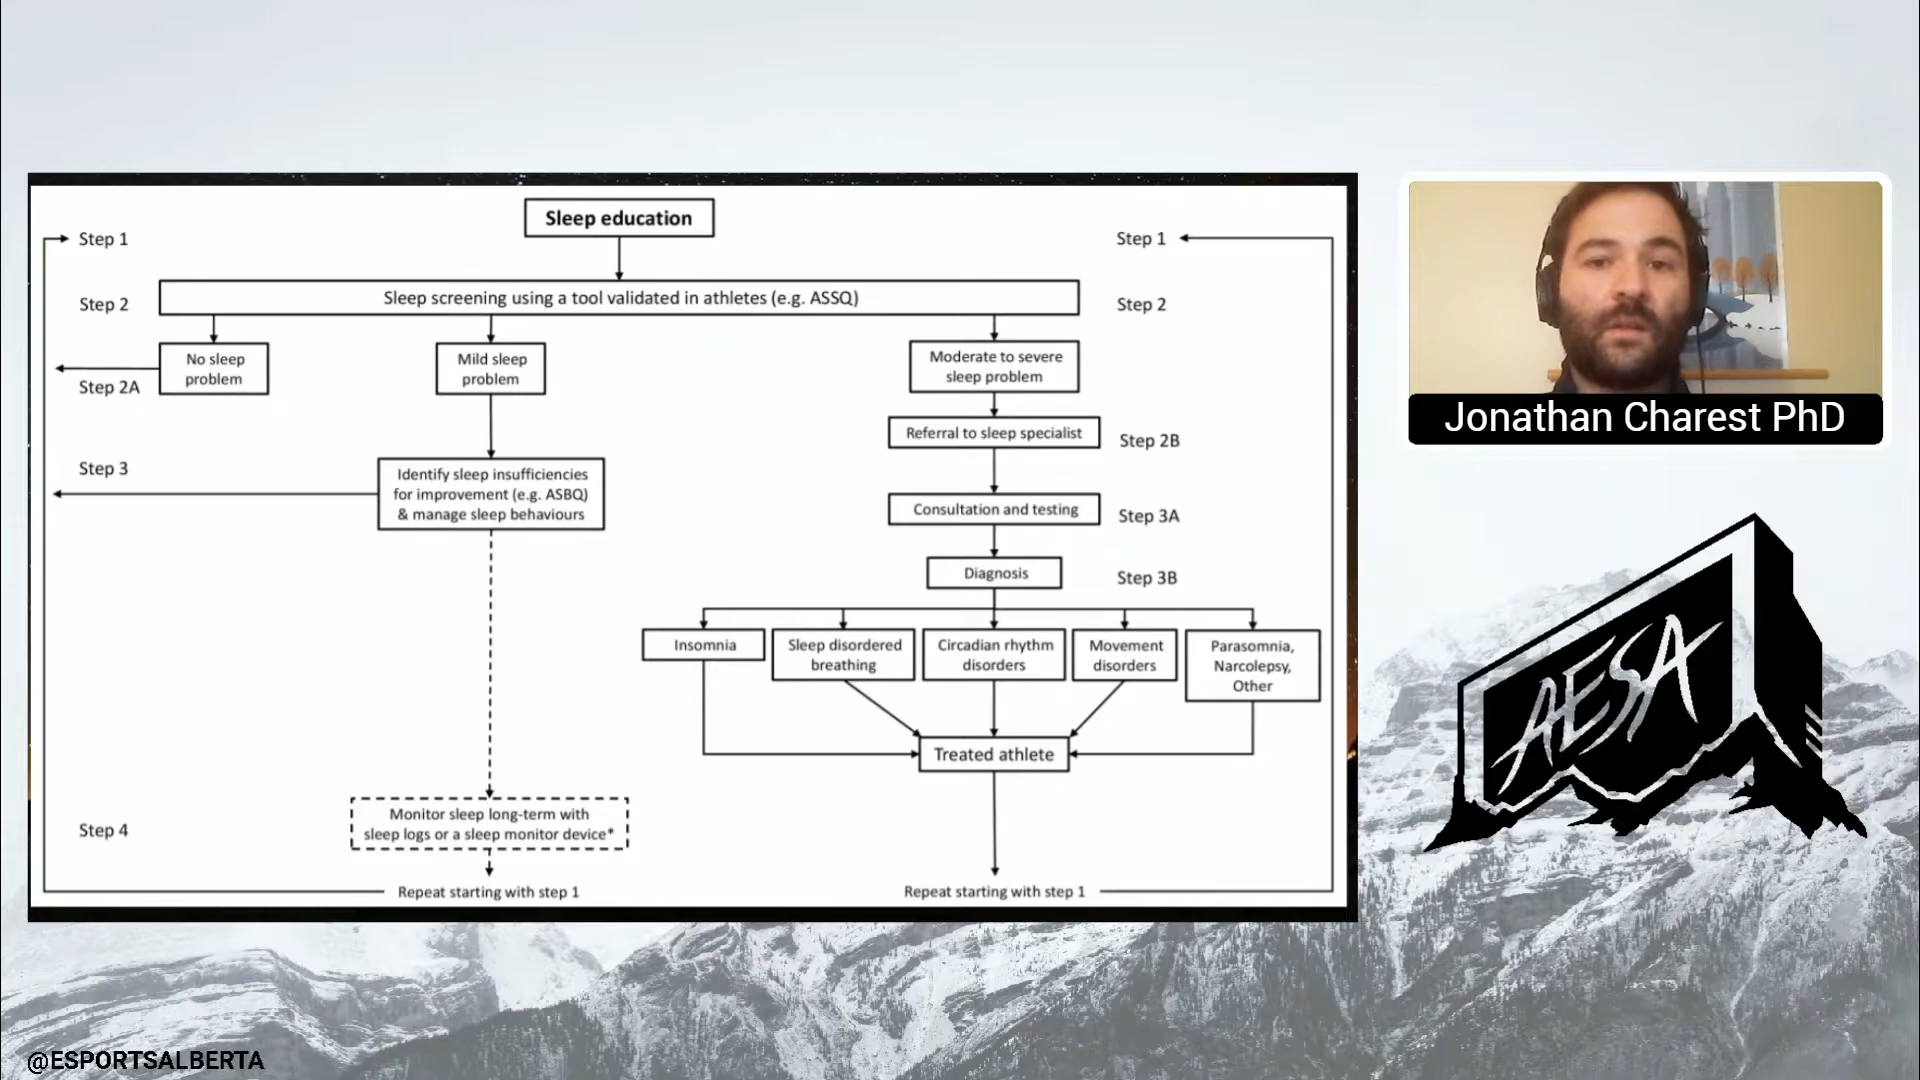 Sleep education
Step 1
Step 1
Sleep screening using a tool validated in athletes (e.g. ASSQ)
Step 2
Step 2
No sleep
problem
Mild sleep
problem
Moderate to severe
sleep problem
Step 2A
Referral to sleep specialist
Step 2B
Step 3
Identify sleep insufficiencies
for improvement (e.g. ASBQ)
& manage sleep behaviours
Consultation and testing
Step 3A
Diagnosis
Step 3B
Insomnia
Sleep disordered
breathing
Circadian rhythm
disorders
Movement
disorders
Parasomnia,
Narcolepsy,
Other
Treated athlete
Step 4
Monitor sleep long-term with
sleep logs or a sleep monitor device*
Repeat starting with step 1
Repeat starting with step 1
Jonathan Charest PhD
AESA
@ESPORTSALBERTA